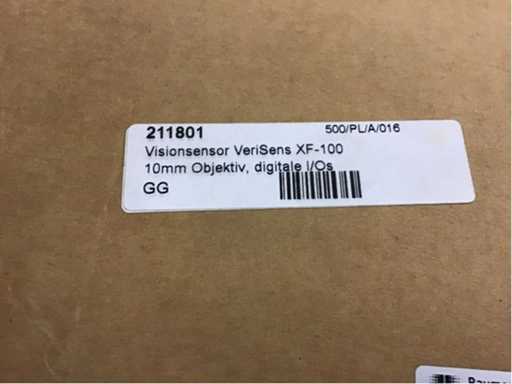 211801 500/PL/A/016
Visionsensor VeriSens XF-100
10mm Objektiv, digitale I/Os
GG